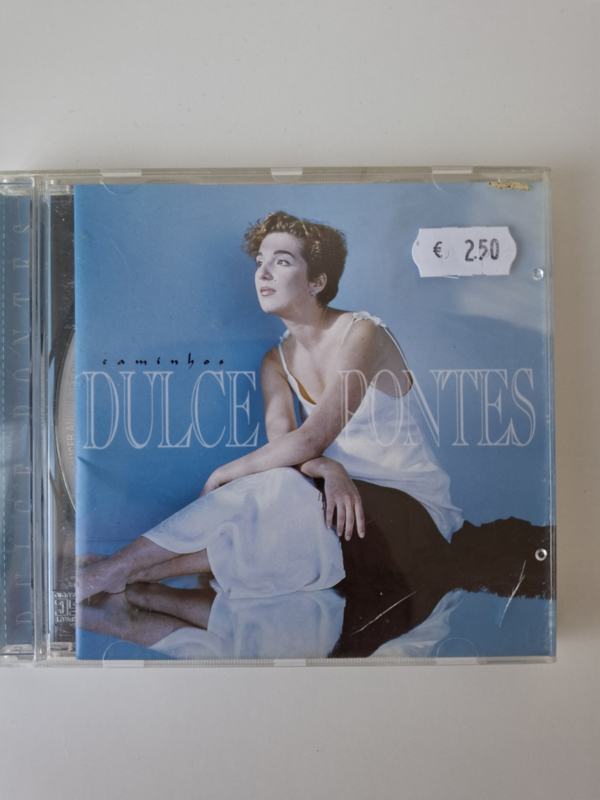 € 2.50
caminhos
DULCE PONTES
DULCE PONTES